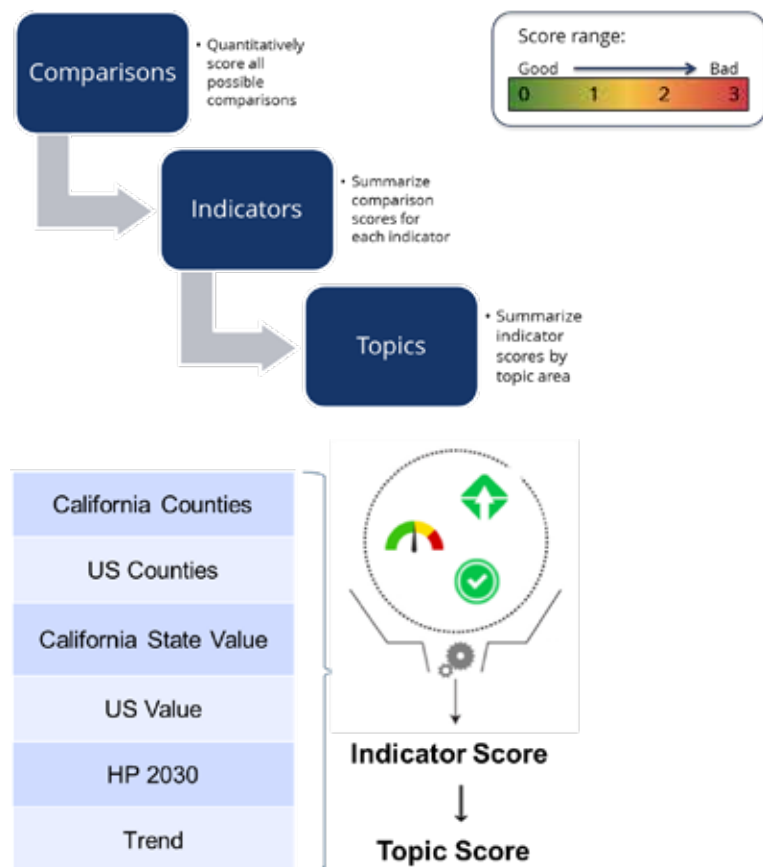 Comparisons
• Quantitatively
score all
possible
comparisons
Score range:
Good Bad
0 1 2 3
Indicators
• Summarize
comparison
scores for
each indicator
Topics
• Summarize
indicator
scores by
topic area
California Counties
US Counties
California State Value
US Value
HP 2030
Trend
Indicator Score
Topic Score